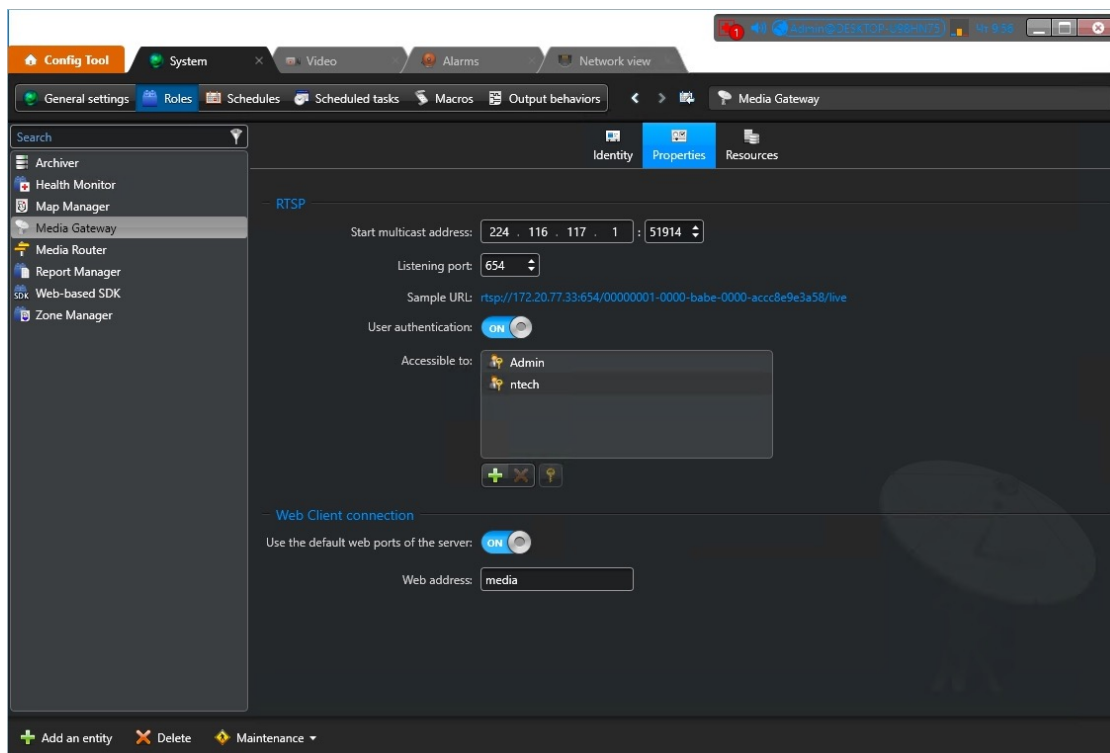 1 Чт 9:56
Config Tool System Video Alarms Network view
General settings Roles Schedules Scheduled tasks Macros Output behaviors Media Gateway
Search
Identity Properties Resources
Archiver
Health Monitor
Map Manager
Media Gateway
Media Router
Report Manager
SDK Web-based SDK
Zone Manager
RTSP
Start multicast address: 224 . 116 . 117 . 1 : 51914
Listening port: 654
Sample URL: rtsp://172.20.77.33:654/00000001-0000-babe-0000-accc8e9e3a58/live
User authentication: ON
Accessible to: Admin
ntech
Web Client connection
Use the default web ports of the server: ON
Web address: media
Add an entity Delete Maintenance